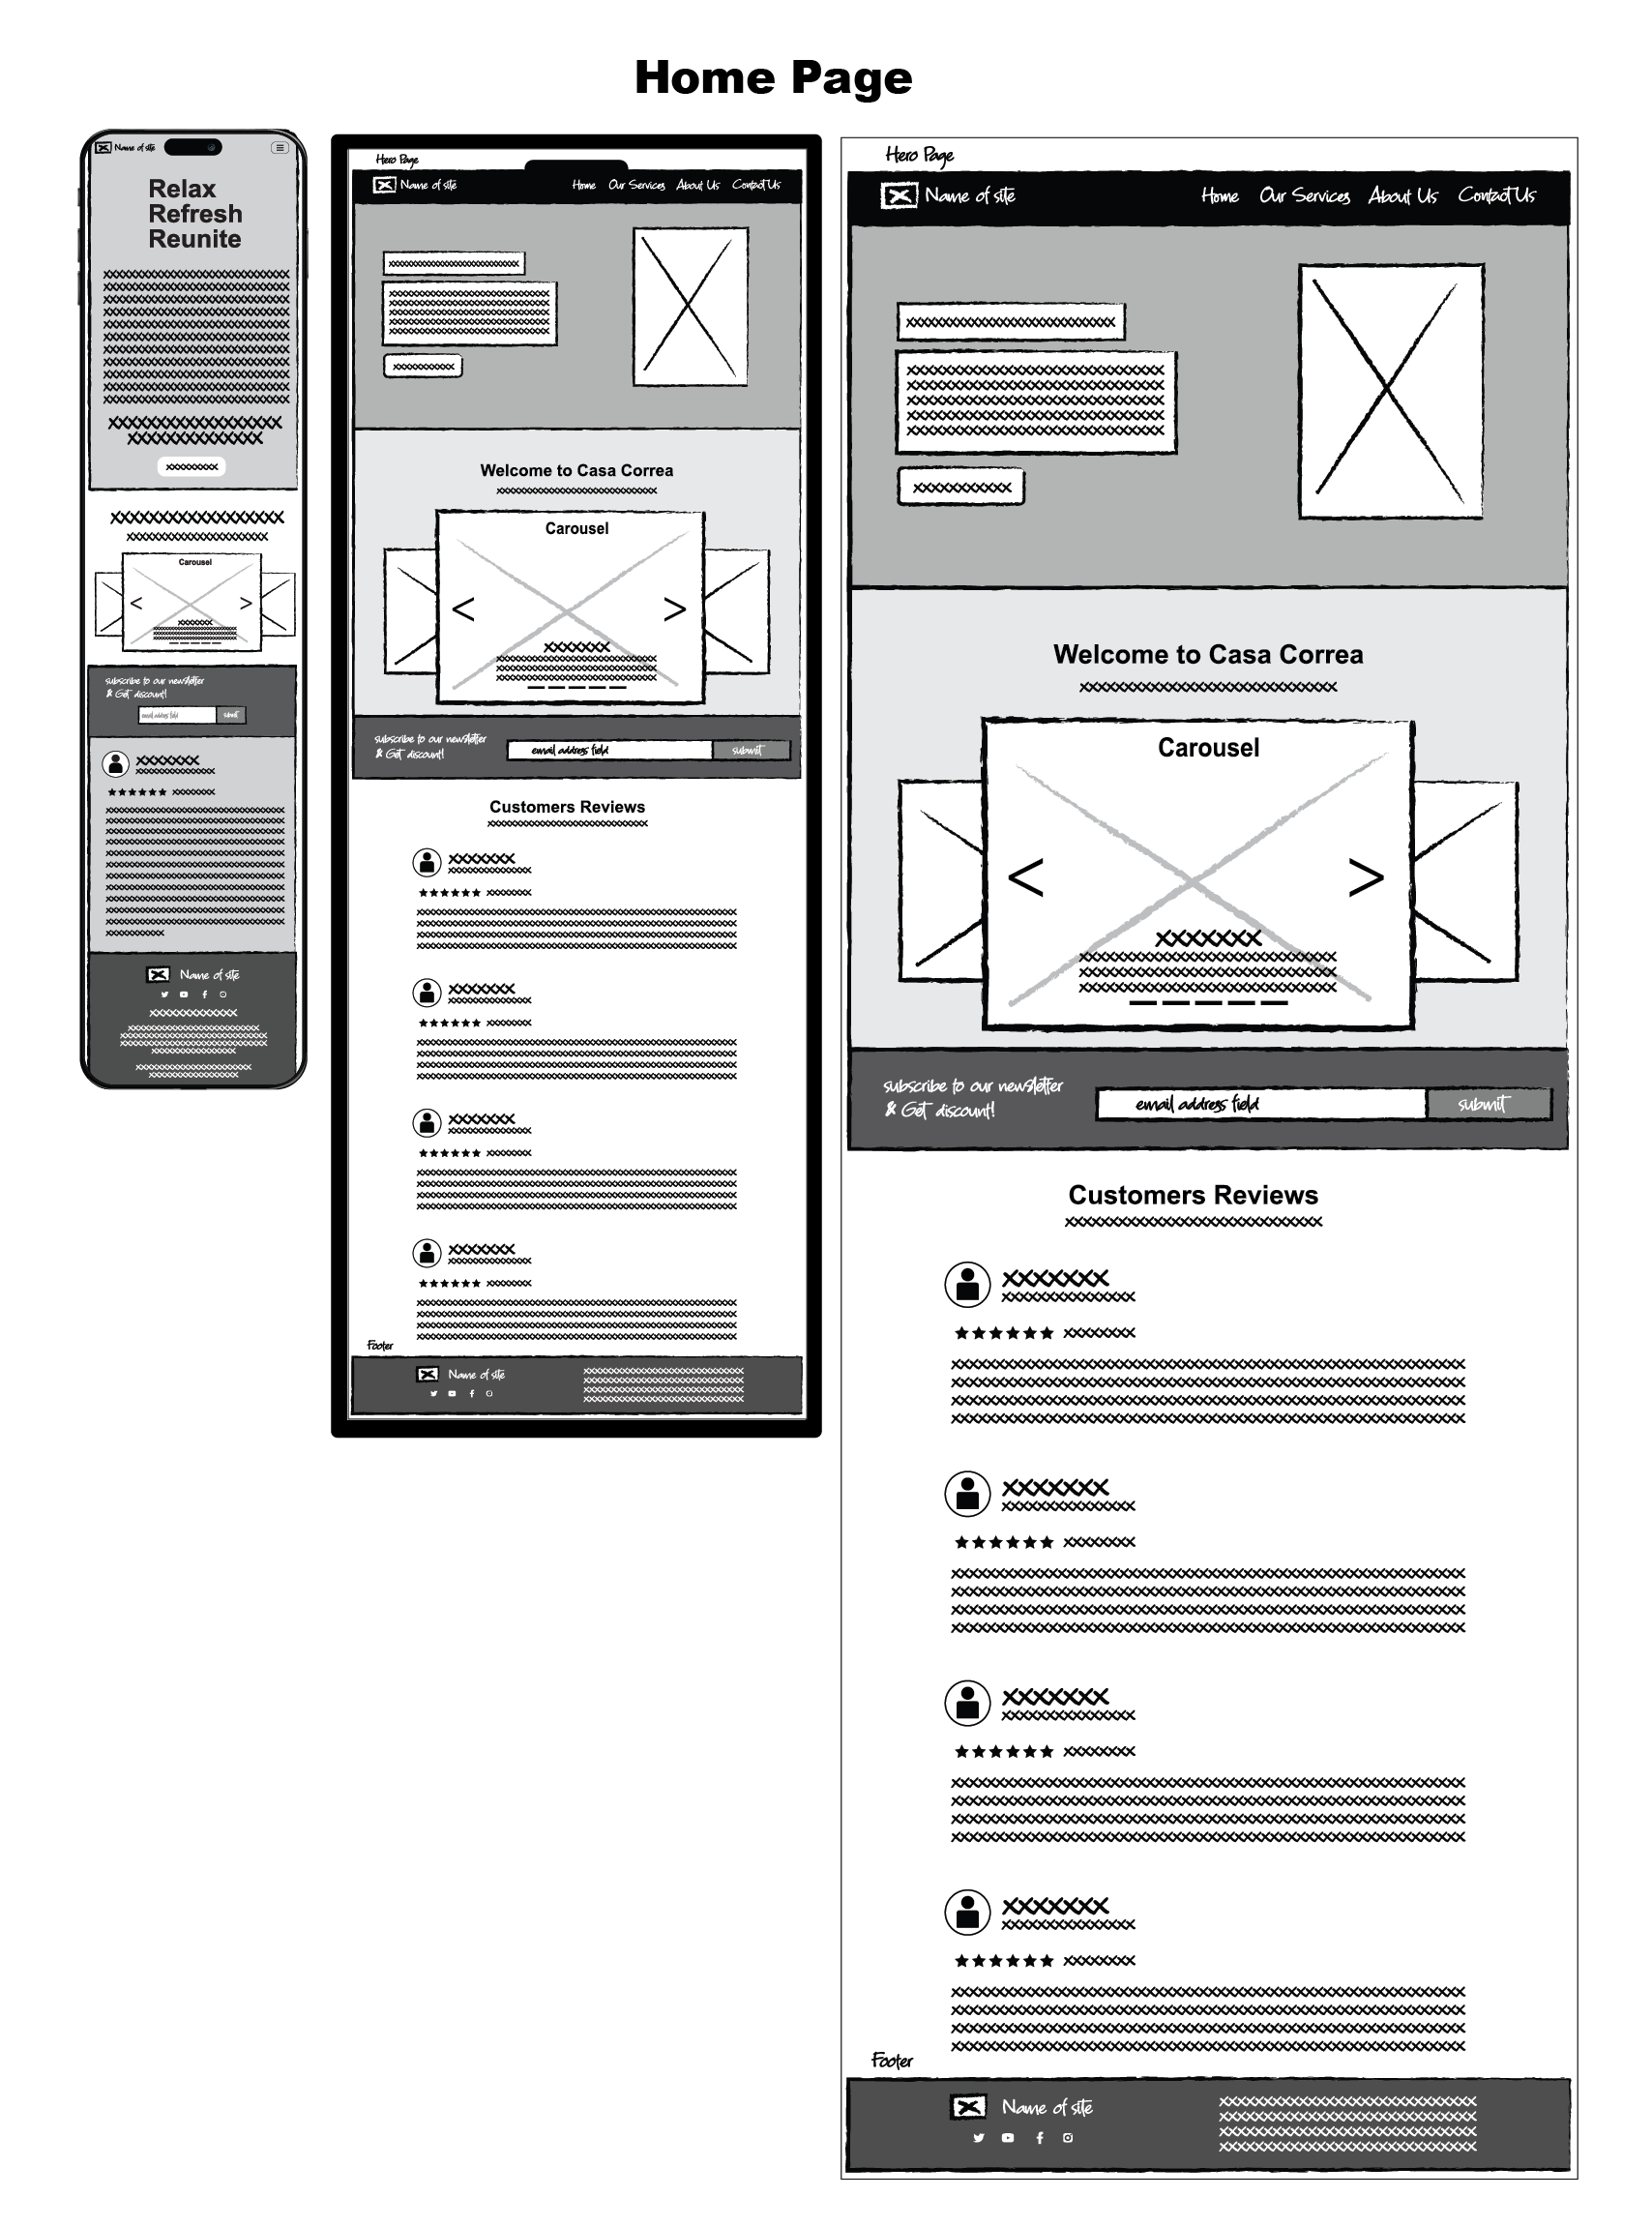 Home Page
Name of site
Relax
Refresh
Reunite
xxxxxxxxx
Carousel
< >
subscribe to our newsletter
& Get discount!
email addres field submit
Name of site
Hero Page
Name of site Home Our Services About Us Contact Us
Welcome to Casa Correa
Carousel
< >
subscribe to our newsletter
& Get discount!
email address field submit
Customers Reviews
Footer
Name of site
Hero Page
Name of site Home Our Services About Us Contact Us
Welcome to Casa Correa
Carousel
< >
subscribe to our newsletter
& Get discount!
email address field submit
Customers Reviews
Footer
Name of site